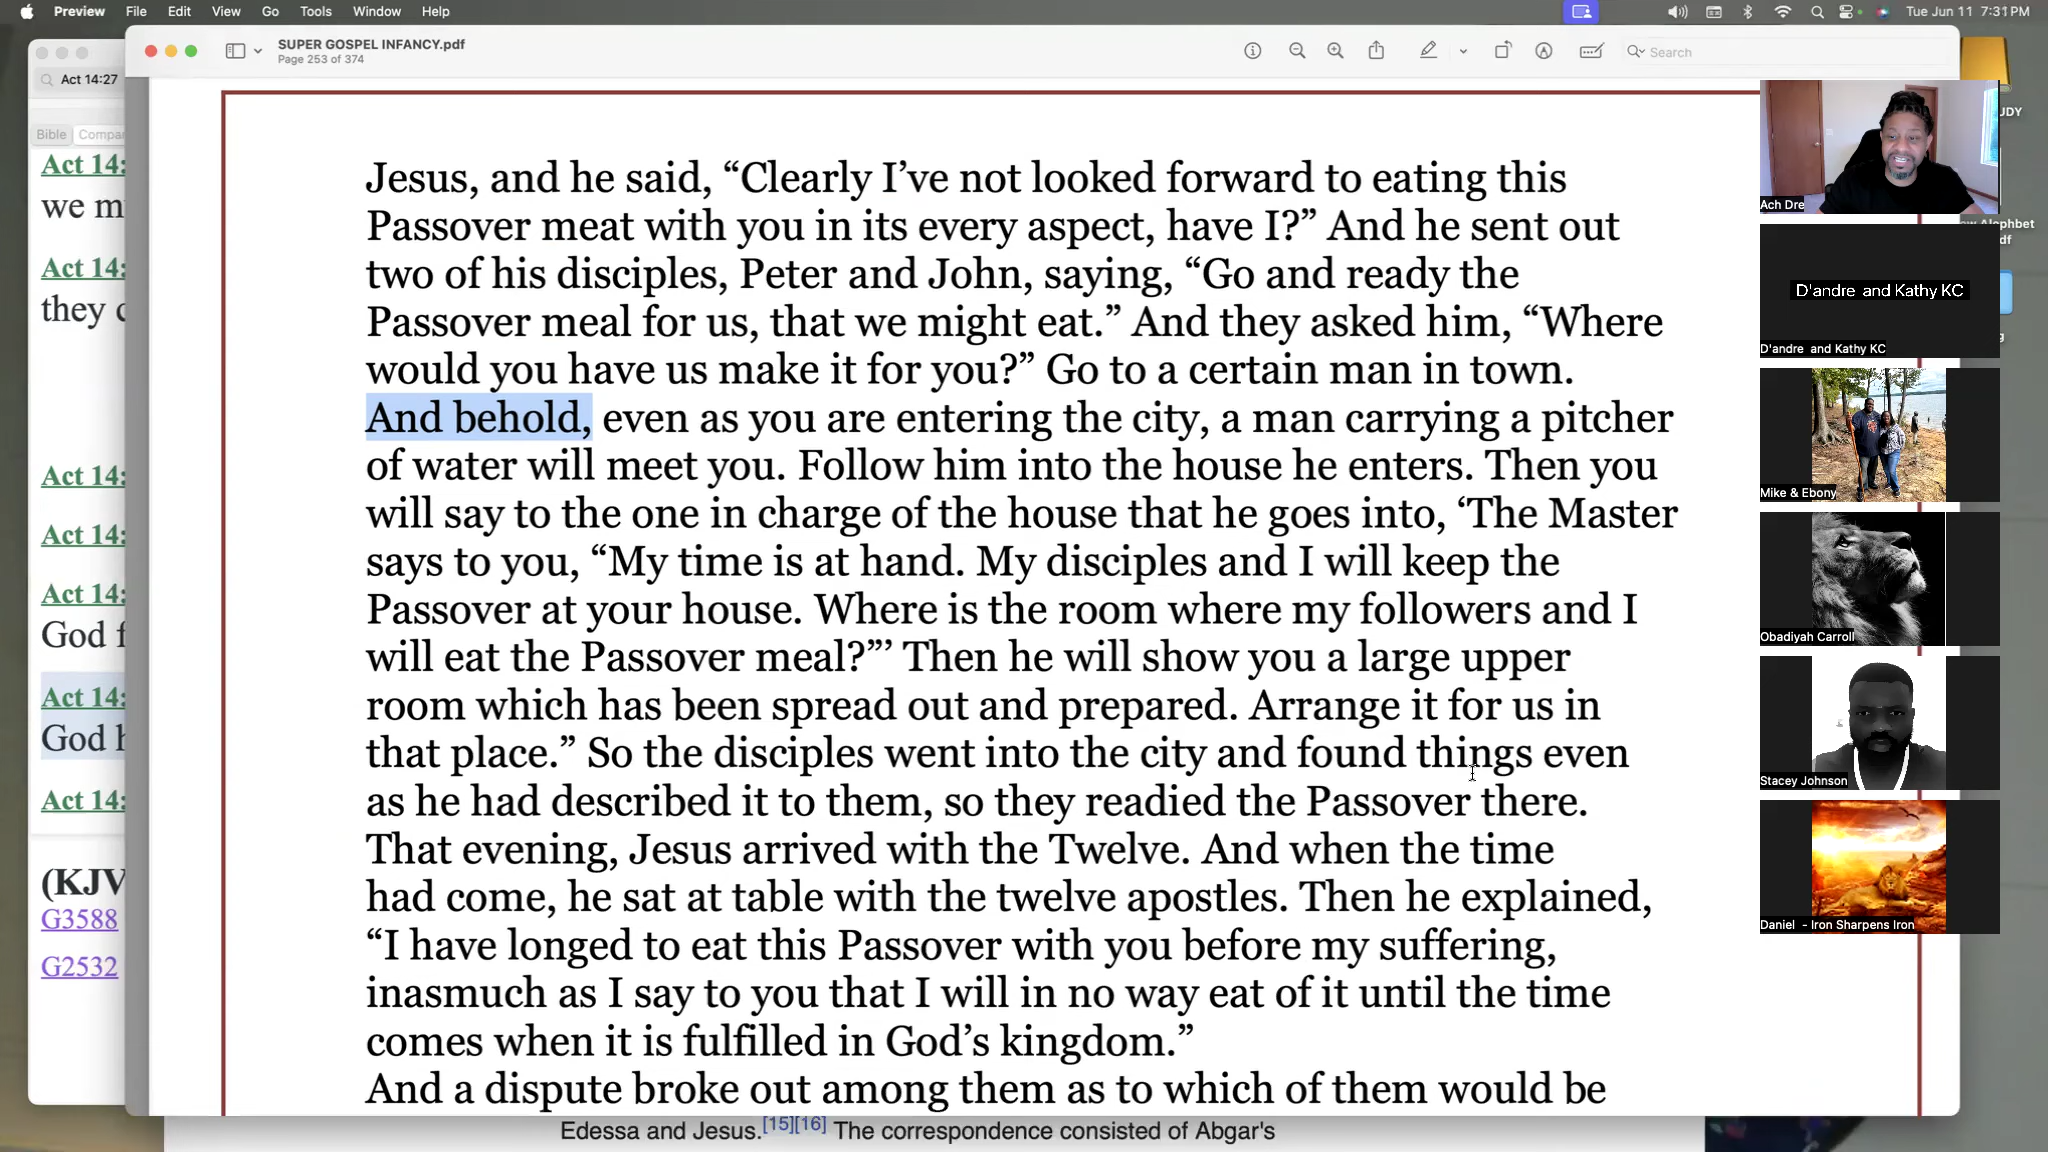 Preview File Edit View Go Tools Window Help
Tue Jun 11 7:31 PM
SUPER GOSPEL INFANCY.pdf
Page 253 of 374
Search
Act 14:27
Bible
Compar
Act 14:
we m
Act 14:
they
Act 14:
Act 14:
Act 14:
God f
Act 14:
God h
Act 14:
(KJV
G3588
G2532
Jesus, and he said, “Clearly I’ve not looked forward to eating this
Passover meat with you in its every aspect, have I?” And he sent out
two of his disciples, Peter and John, saying, “Go and ready the
Passover meal for us, that we might eat.” And they asked him, “Where
would you have us make it for you?” Go to a certain man in town.
And behold, even as you are entering the city, a man carrying a pitcher
of water will meet you. Follow him into the house he enters. Then you
will say to the one in charge of the house that he goes into, ‘The Master
says to you, “My time is at hand. My disciples and I will keep the
Passover at your house. Where is the room where my followers and I
will eat the Passover meal?”’ Then he will show you a large upper
room which has been spread out and prepared. Arrange it for us in
that place.” So the disciples went into the city and found things even
as he had described it to them, so they readied the Passover there.
That evening, Jesus arrived with the Twelve. And when the time
had come, he sat at table with the twelve apostles. Then he explained,
“I have longed to eat this Passover with you before my suffering,
inasmuch as I say to you that I will in no way eat of it until the time
comes when it is fulfilled in God’s kingdom.”
And a dispute broke out among them as to which of them would be
Edessa and Jesus.[15][16] The correspondence consisted of Abgar's
Ach Dre
D'andre and Kathy KC
D'andre and Kathy KC
Mike & Ebony
Obadiyah Carroll
Stacey Johnson
Daniel - Iron Sharpens Iron
UDY
Alophbet
df
g